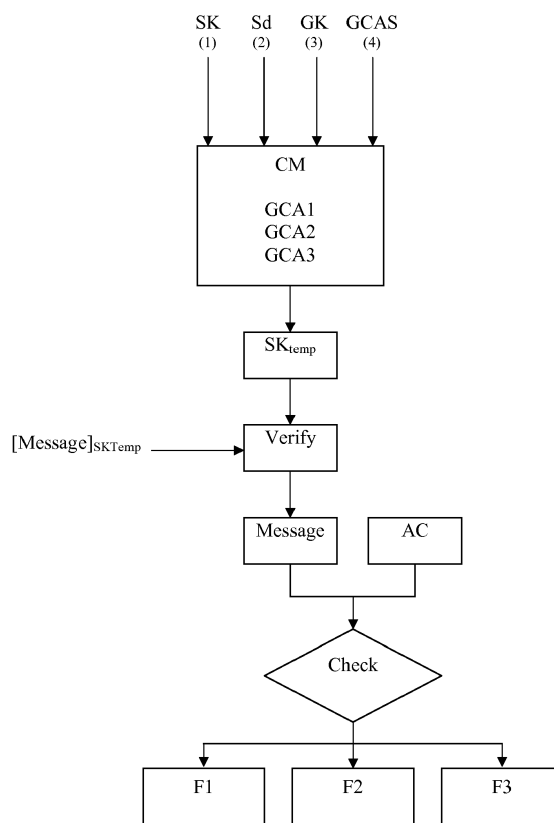 SK Sd GK GCAS
(1) (2) (3) (4)
CM
GCA1
GCA2
GCA3
SKtemp
Verify
[Message]SKTemp
Message AC
Check
F1 F2 F3